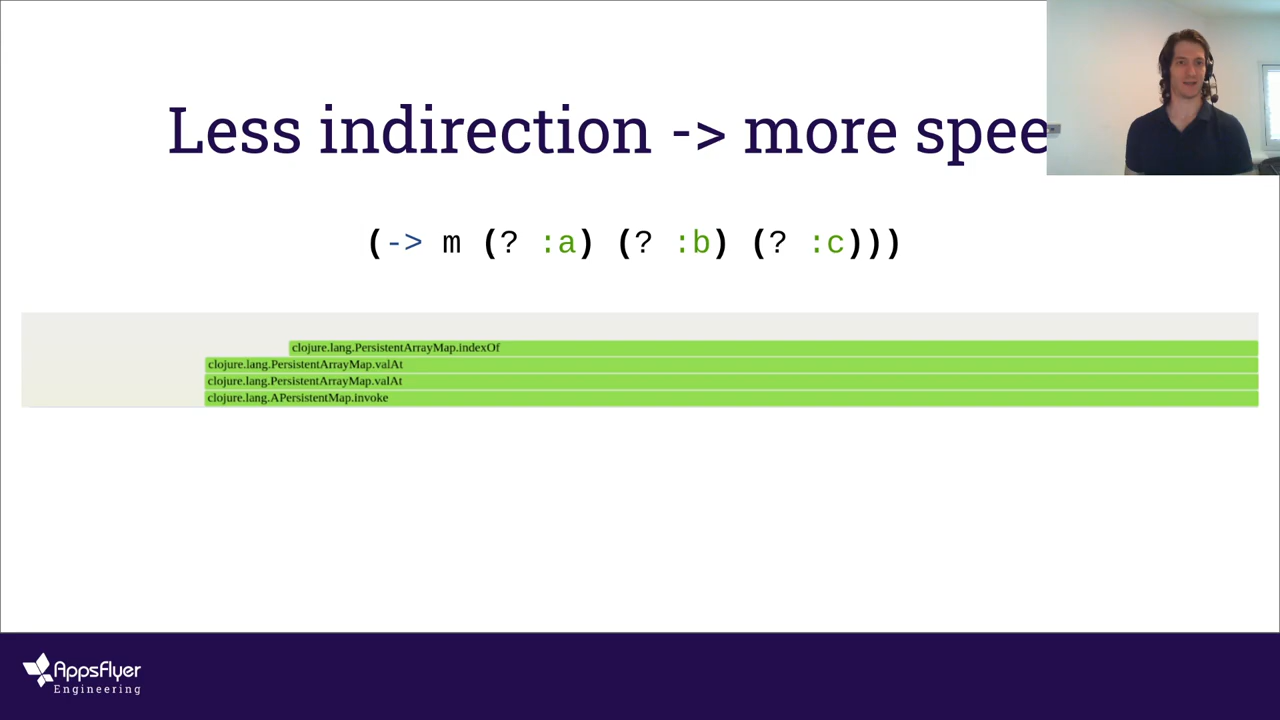 Less indirection -> more spee
(-> m (? :a) (? :b) (? :c)))
clojure.lang.PersistentArrayMap.indexOf
clojure.lang.PersistentArrayMap.valAt
clojure.lang.PersistentArrayMap.valAt
clojure.lang.APersistentMap.invoke
AppsFlyer
Engineering